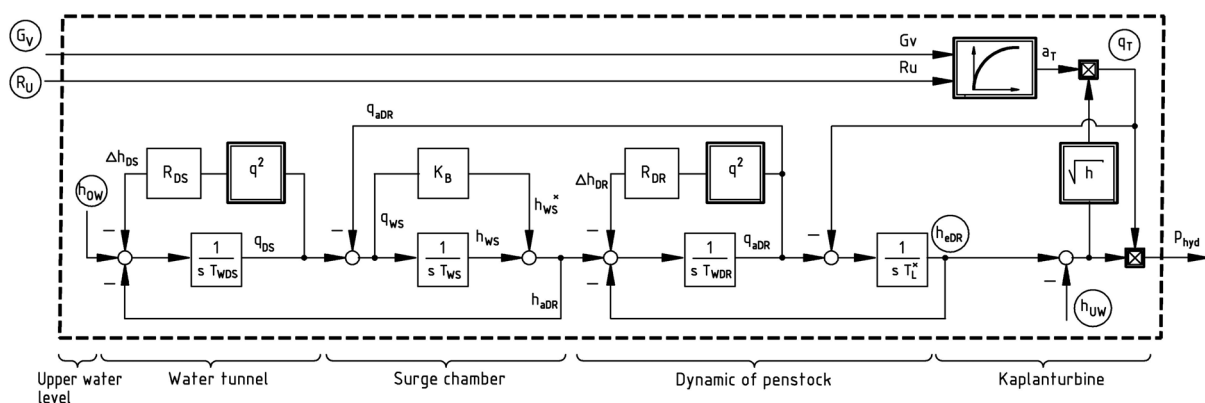 G_V
Gv
a_T
q_T
R_U
Ru
q_aDR
Δh_DS
R_DS
q²
K_B
Δh_DR
R_DR
q²
√h
h_OW
q_WS
h_WS^x
q_DS
h_WS
q_aDR
h_eDR
P_hyd
1
s T_WDS
1
s T_WS
1
s T_WDR
1
s T_L^x
h_aDR
h_UW
Upper water
level
Water tunnel
Surge chamber
Dynamic of penstock
Kaplanturbine